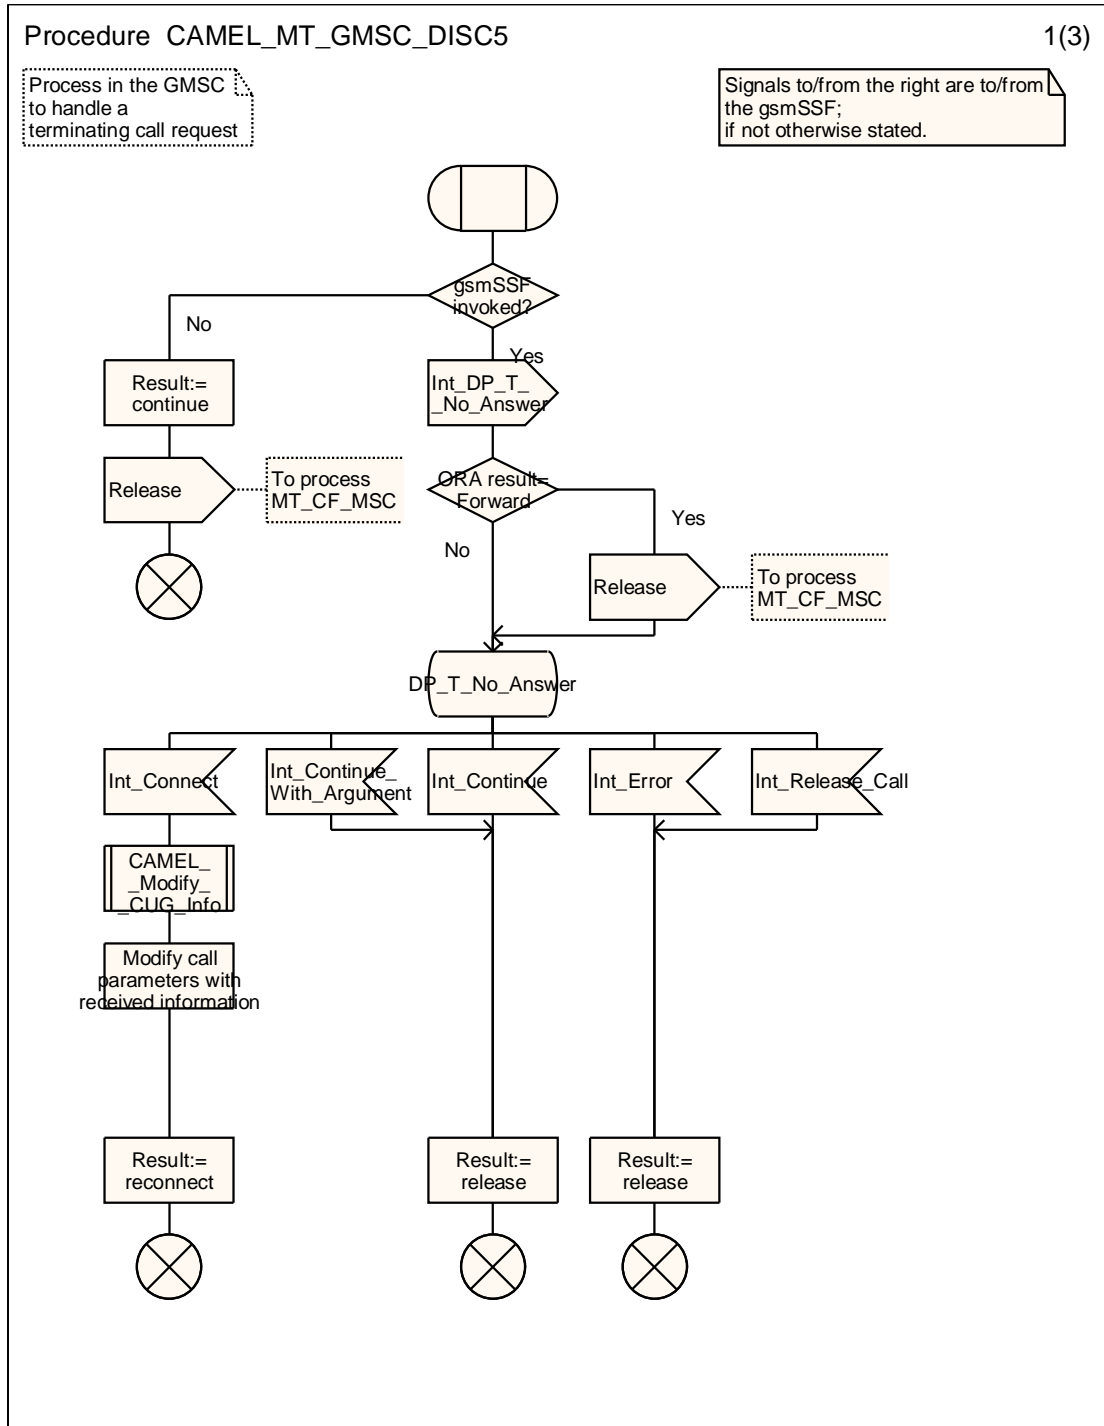 Procedure CAMEL_MT_GMSC_DISC5
1(3)
Process in the GMSC
to handle a
terminating call request
Signals to/from the right are to/from
the gsmSSF;
if not otherwise stated.
gsmSSF
invoked?
No
Yes
Result:=
continue
Int_DP_T_
_No_Answer
Release
To process
MT_CF_MSC
ORA result=
Forward
Yes
No
Release
To process
MT_CF_MSC
DP_T_No_Answer
Int_Connect
Int_Continue_
With_Argument
Int_Continue
Int_Error
Int_Release_Call
CAMEL_
_Modify_
_CUG_Info
Modify call
parameters with
received information
Result:=
reconnect
Result:=
release
Result:=
release